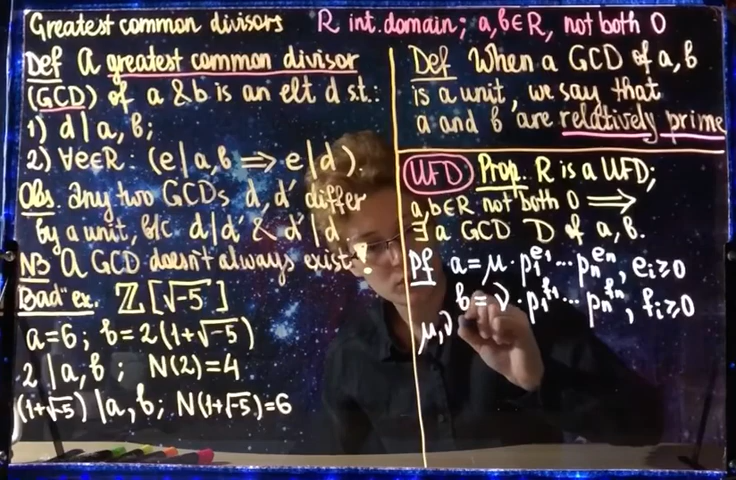 Greatest common divisors R int. domain; a, b ∈ R, not both 0
Def A greatest common divisor
(GCD) of a & b is an elt d s.t.:
1) d | a, b;
2) ∀e∈R: (e | a, b ⟹ e | d).
Obs. Any two GCDs d, d' differ
by a unit, b/c d | d' & d' | d.
NB A GCD doesn't always exist!
"Bad" ex. ℤ[√-5]
a = 6; b = 2(1+√-5)
2 | a, b; N(2) = 4
(1+√-5) | a, b; N(1+√-5) = 6
Def When a GCD of a, b
is a unit, we say that
a and b are relatively prime
UFD Prop. R is a UFD;
a, b ∈ R not both 0 ⟹
∃ a GCD D of a, b.
Pf a = μ · p₁^e₁ ... pₙ^eₙ, eᵢ ≥ 0
b = ν · p₁^f₁ ... pₙ^fₙ, fᵢ ≥ 0
μ, ν